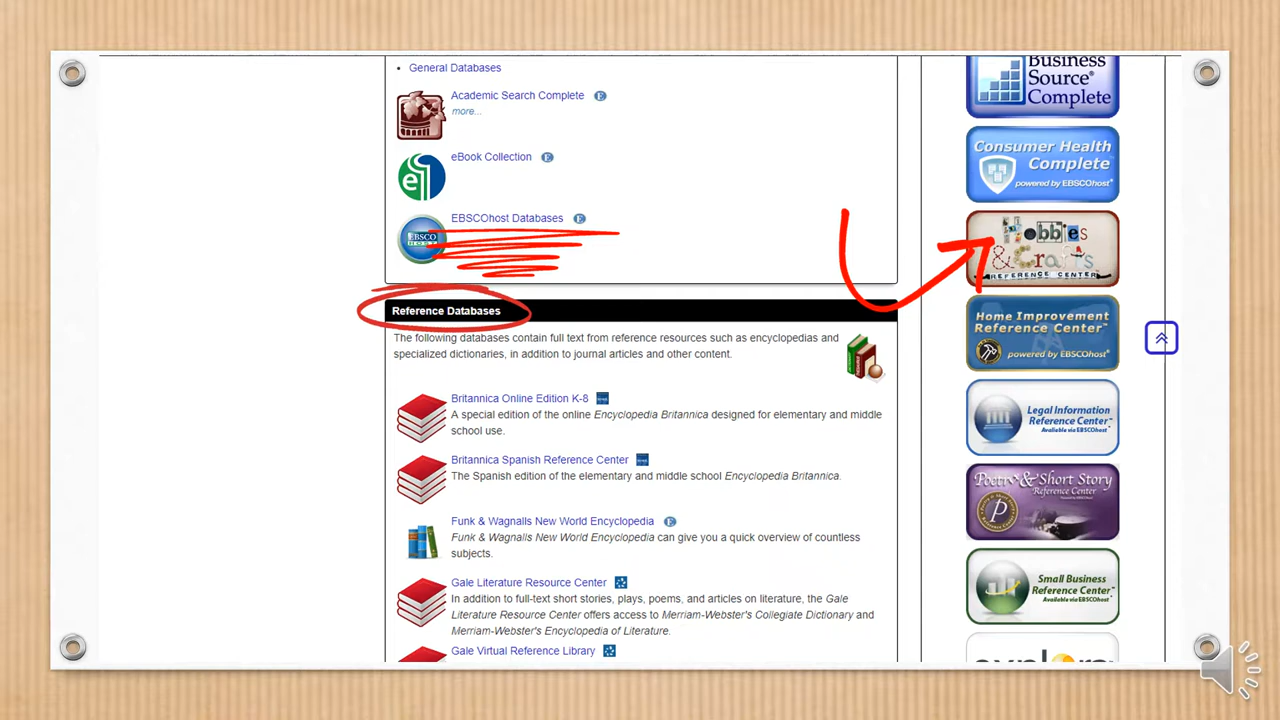 General Databases
Academic Search Complete
more...
eBook Collection
EBSCOhost Databases
EBSCO
HOST
Reference Databases
The following databases contain full text from reference resources such as encyclopedias and
specialized dictionaries, in addition to journal articles and other content.
Britannica Online Edition K-8
A special edition of the online Encyclopedia Britannica designed for elementary and middle
school use.
Britannica Spanish Reference Center
The Spanish edition of the elementary and middle school Encyclopedia Britannica.
Funk & Wagnalls New World Encyclopedia
Funk & Wagnalls New World Encyclopedia can give you a quick overview of countless
subjects.
Gale Literature Resource Center
In addition to full-text short stories, plays, poems, and articles on literature, the Gale
Literature Resource Center offers access to Merriam-Webster's Collegiate Dictionary and
Merriam-Webster's Encyclopedia of Literature.
Gale Virtual Reference Library
Business
Source®
Complete
Consumer Health
Complete
powered by EBSCOhost®
Hobbies
& Crafts
REFERENCE CENTER
Home Improvement
Reference Center™
powered by EBSCOhost®
Legal Information
Reference Center™
Available via EBSCOhost®
Poetry & Short Story
Reference Center
Small Business
Reference Center™
Available via EBSCOhost®
explora